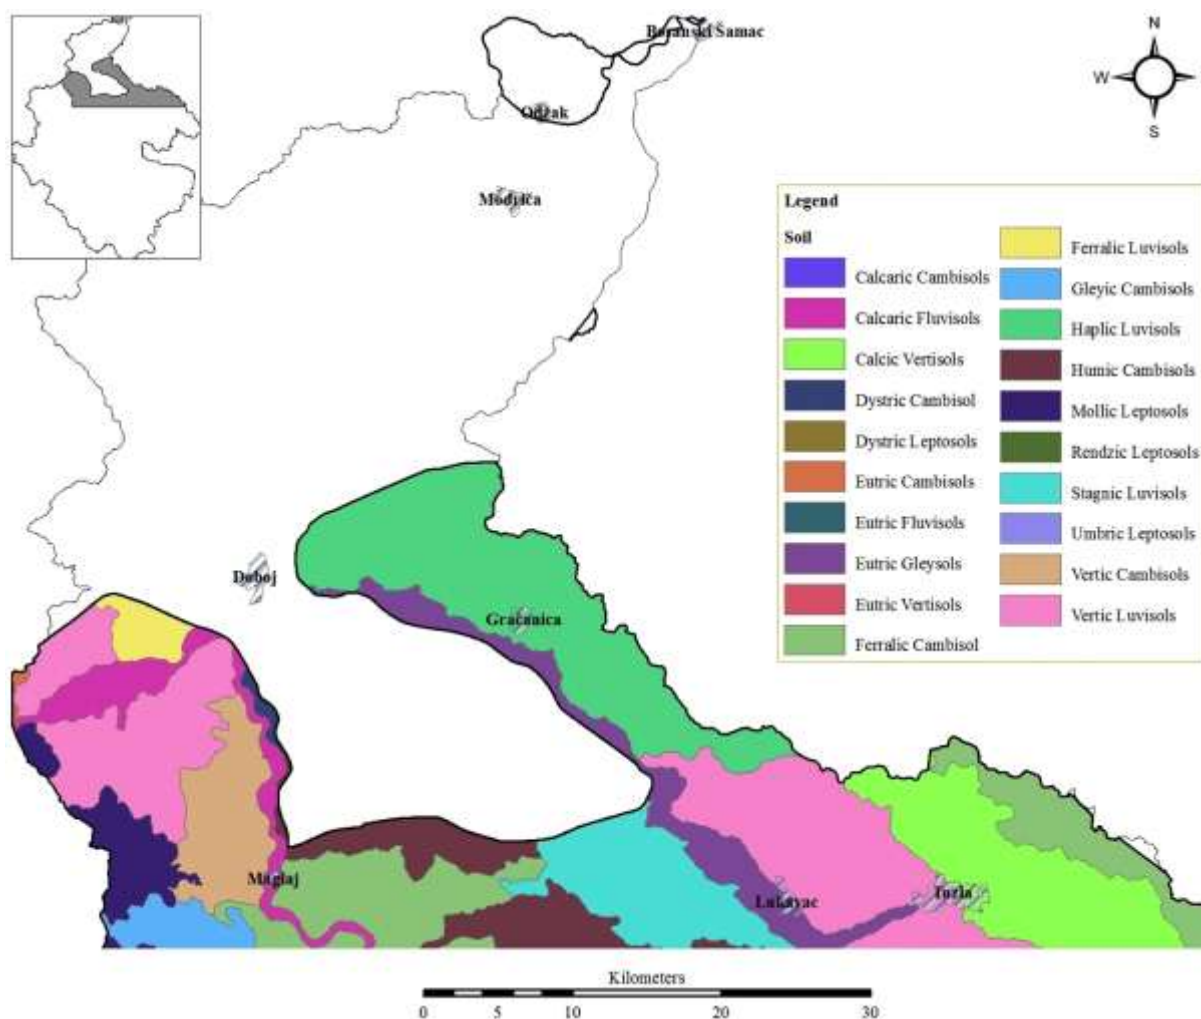 Bosanski Šamac
N
W E
S
Odžak
Modriča
Legend
Soil
Calcaric Cambisols
Calcaric Fluvisols
Calcic Vertisols
Dystric Cambisol
Dystric Leptosols
Eutric Cambisols
Eutric Fluvisols
Eutric Gleysols
Eutric Vertisols
Ferralic Cambisol
Ferralic Luvisols
Gleyic Cambisols
Haplic Luvisols
Humic Cambisols
Mollic Leptosols
Rendzic Leptosols
Stagnic Luvisols
Umbric Leptosols
Vertic Cambisols
Vertic Luvisols
Doboj
Gračanica
Maglaj
Lukavac
Tuzla
Kilometers
0 5 10 20 30